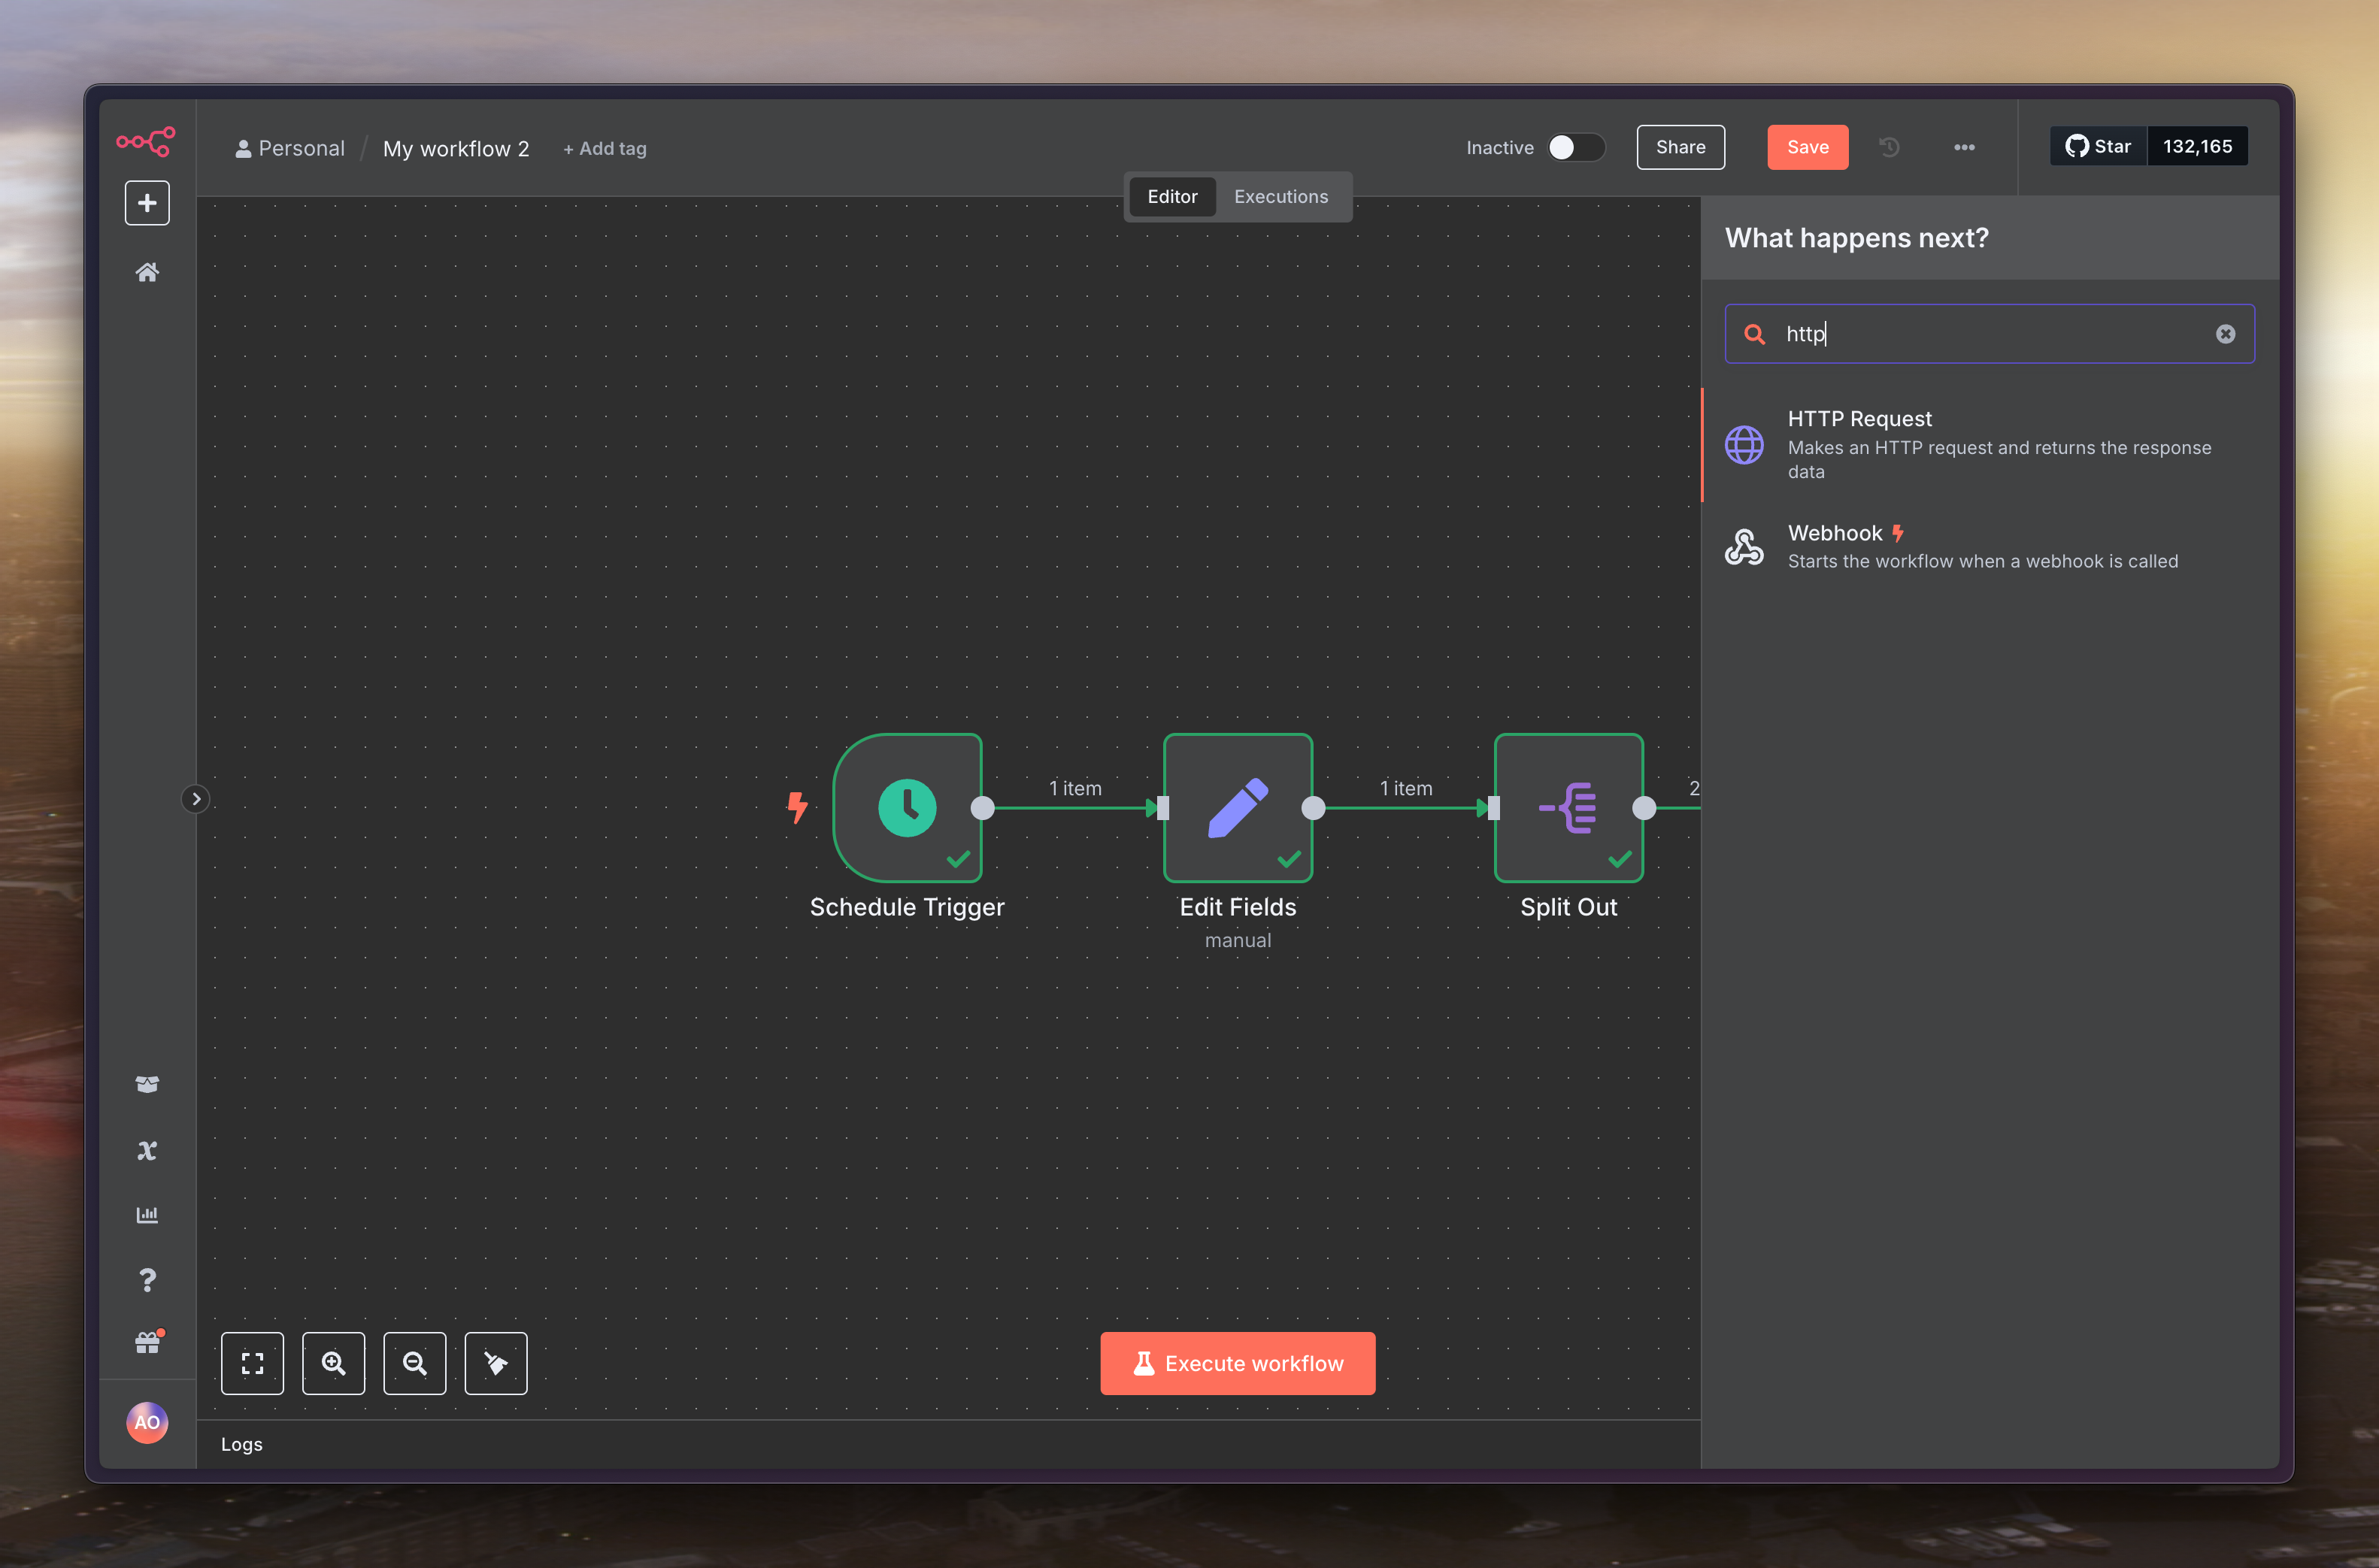 Personal / My workflow 2 + Add tag
Inactive
Share
Save
Star 132,165
Editor Executions
What happens next?
http
HTTP Request
Makes an HTTP request and returns the response
data
Webhook
Starts the workflow when a webhook is called
1 item
1 item
2
Schedule Trigger
Edit Fields
manual
Split Out
x
?
Execute workflow
AO
Logs